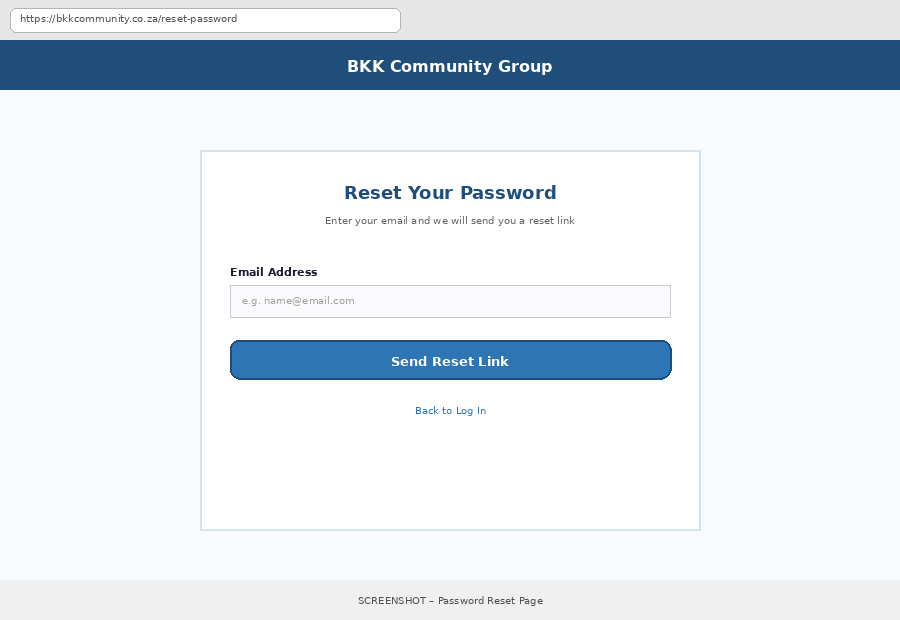 https://bkkcommunity.co.za/reset-password
BKK Community Group
Reset Your Password
Enter your email and we will send you a reset link
Email Address
e.g. name@email.com
Send Reset Link
Back to Log In
SCREENSHOT – Password Reset Page